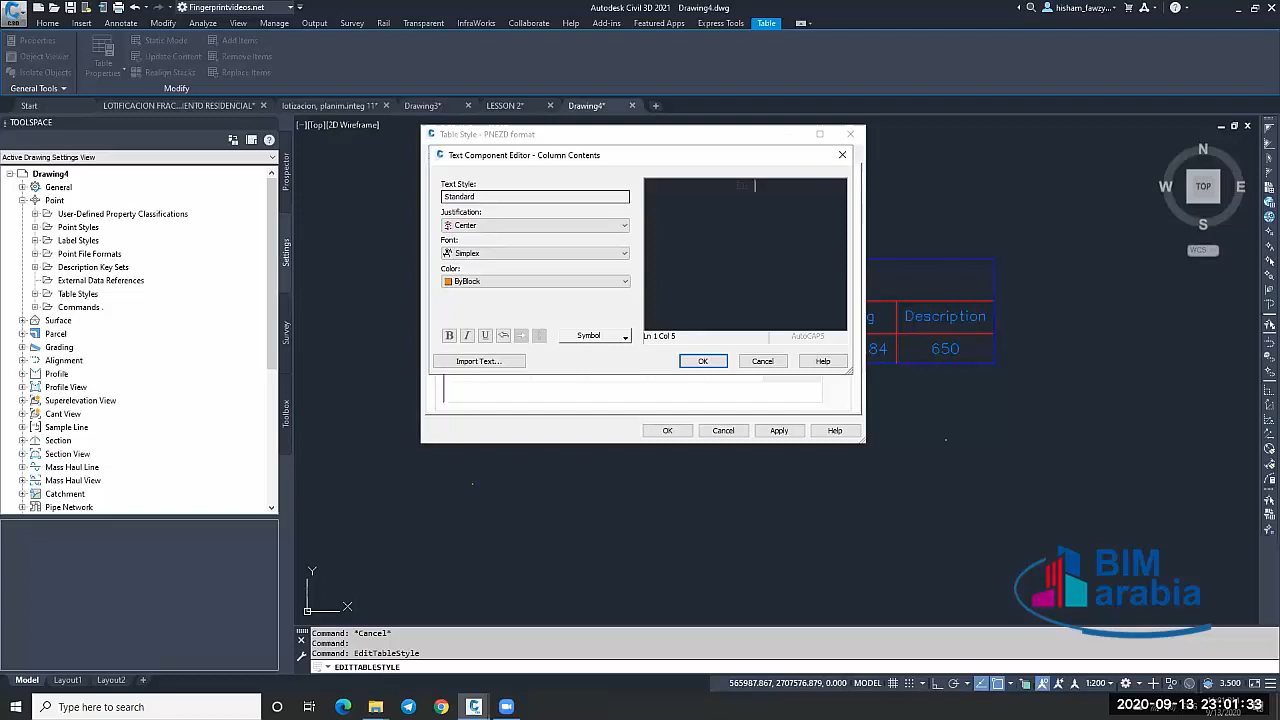 Fingerprintvideos.net
Autodesk Civil 3D 2021 Drawing4.dwg
hisham_fawzy...
Home Insert Annotate Modify Analyze View Manage Output Survey Rail Transparent InfraWorks Collaborate Help Add-ins Featured Apps Express Tools Table
Properties
Object Viewer
Isolate Objects
Table
Properties
Static Mode
Update Content
Realign Stacks
Add Items
Remove Items
Replace Items
General Tools
Modify
Start
LOTIFICACION FRAC...IENTO RESIDENCIAL*
lotizacion, planim.integ 11*
Drawing3*
LESSON 2*
Drawing4*
TOOLSPACE
[−][Top][2D Wireframe]
Active Drawing Settings View
Drawing4
General
Point
User-Defined Property Classifications
Point Styles
Label Styles
Point File Formats
Description Key Sets
External Data References
Table Styles
Commands
Surface
Parcel
Grading
Alignment
Profile
Profile View
Superelevation View
Cant View
Sample Line
Section
Section View
Mass Haul Line
Mass Haul View
Catchment
Pipe Network
Prospector
Settings
Survey
Toolbox
Table Style - PNEZD format
Text Component Editor - Column Contents
Text Style:
Standard
Justification:
Center
Font:
Simplex
Color:
ByBlock
B I U
Symbol
Ln 1 Col 5
AutoCAPS
Import Text...
OK
Cancel
Help
OK
Cancel
Apply
Help
N
W TOP E
S
WCS
g Description
84 650
BIM
arabia
Y
X
Command: *Cancel*
Command:
Command: EditTableStyle
EDITTABLESTYLE
Model Layout1 Layout2
565987.867, 2707576.879, 0.000 MODEL
1:200
3.500
Type here to search
2020-09-13 23:01:33